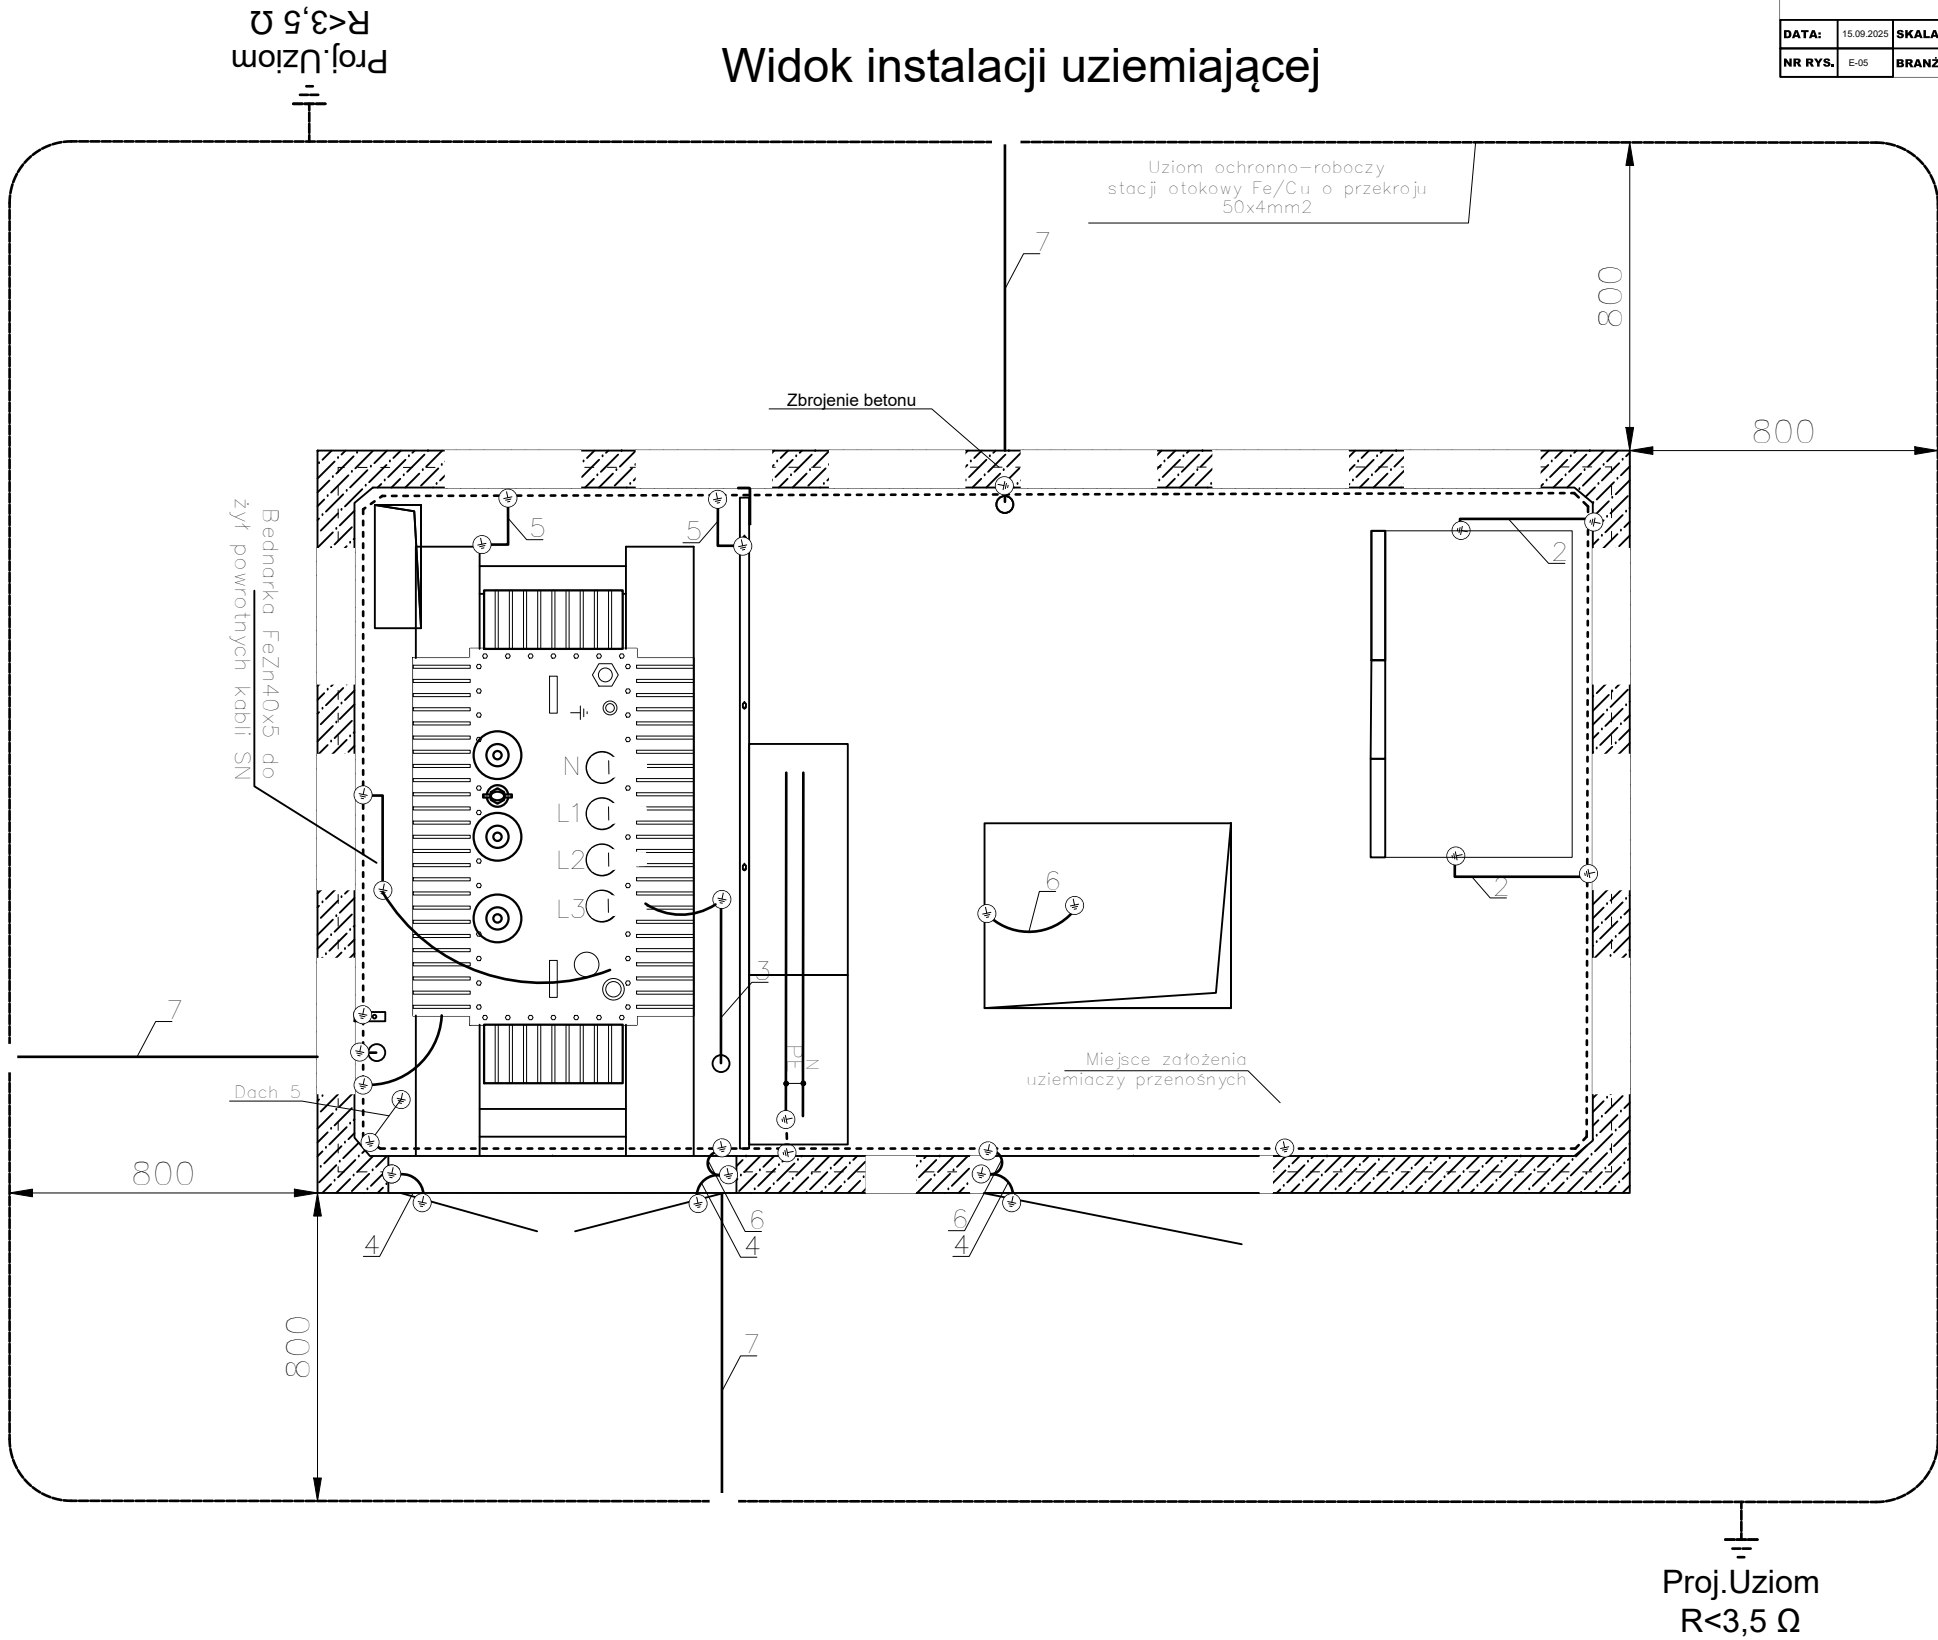 Proj.Uziom
R<3,5 Ω
Widok instalacji uziemiającej
DATA: 15.09.2025 SKALA
NR RYS. E-05 BRANŻ
Uziom ochronno-roboczy
stacji otokowy Fe/Cu o przekroju
50x4mm2
7
800
800
Zbrojenie betonu
5
5
2
Bednarka FeZn40x5 do
żył powrotnych kabli SN
N
L1
L2
L3
6
2
3
7
PE
N
Miejsce założenia
uziemiaczy przenośnych
Dach 5
800
4
6
4
6
4
800
7
Proj.Uziom
R<3,5 Ω